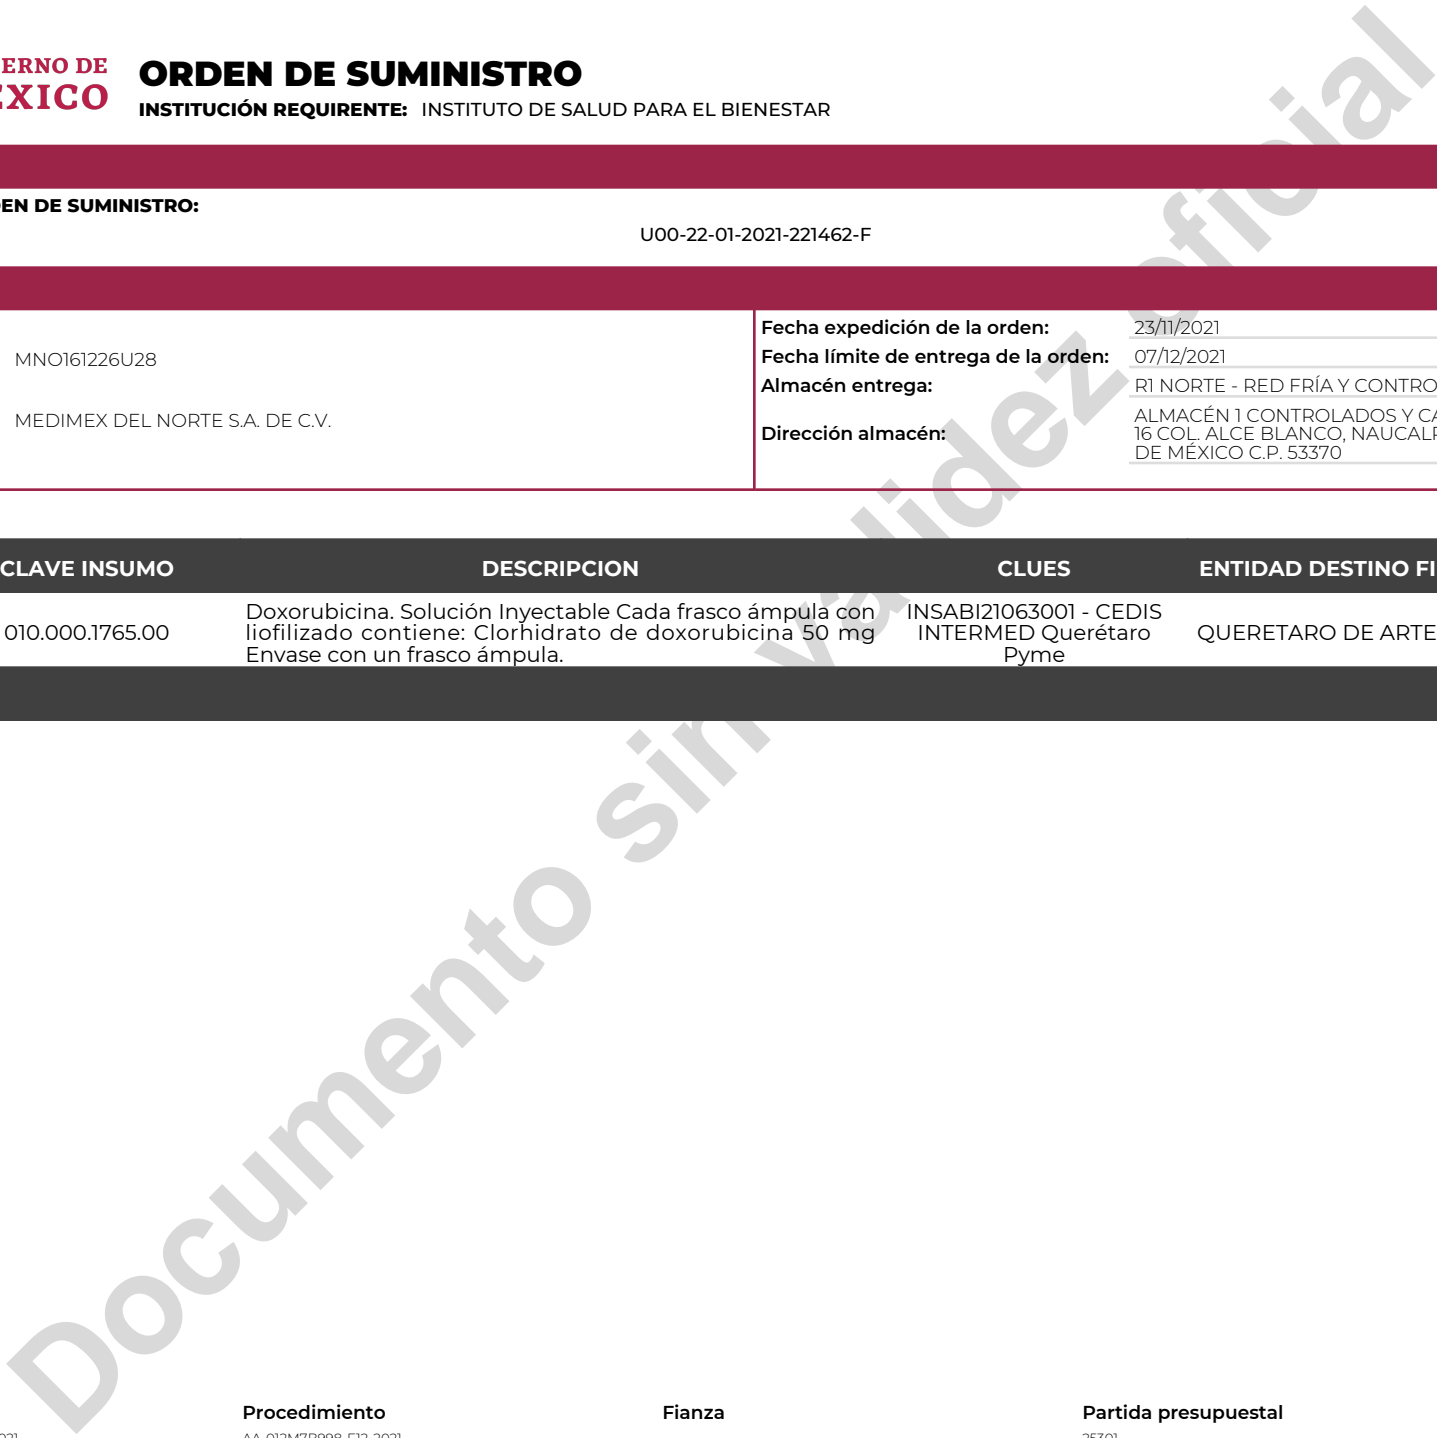 ERNO DE
ÉXICO
ORDEN DE SUMINISTRO
INSTITUCIÓN REQUIRENTE: INSTITUTO DE SALUD PARA EL BIENESTAR
EN DE SUMINISTRO:
U00-22-01-2021-221462-F
MNO161226U28
MEDIMEX DEL NORTE S.A. DE C.V.
Fecha expedición de la orden: 23/11/2021
Fecha límite de entrega de la orden: 07/12/2021
Almacén entrega: R1 NORTE - RED FRÍA Y CONTRO
Dirección almacén:
ALMACÉN 1 CONTROLADOS Y CA
16 COL. ALCE BLANCO, NAUCALP
DE MÉXICO C.P. 53370
CLAVE INSUMO DESCRIPCION CLUES ENTIDAD DESTINO FI
010.000.1765.00
Doxorubicina. Solución Inyectable Cada frasco ámpula con
liofilizado contiene: Clorhidrato de doxorubicina 50 mg
Envase con un frasco ámpula.
INSABI21063001 - CEDIS
INTERMED Querétaro
Pyme
QUERETARO DE ARTE
Documento sin validez oficial
Procedimiento Fianza Partida presupuestal